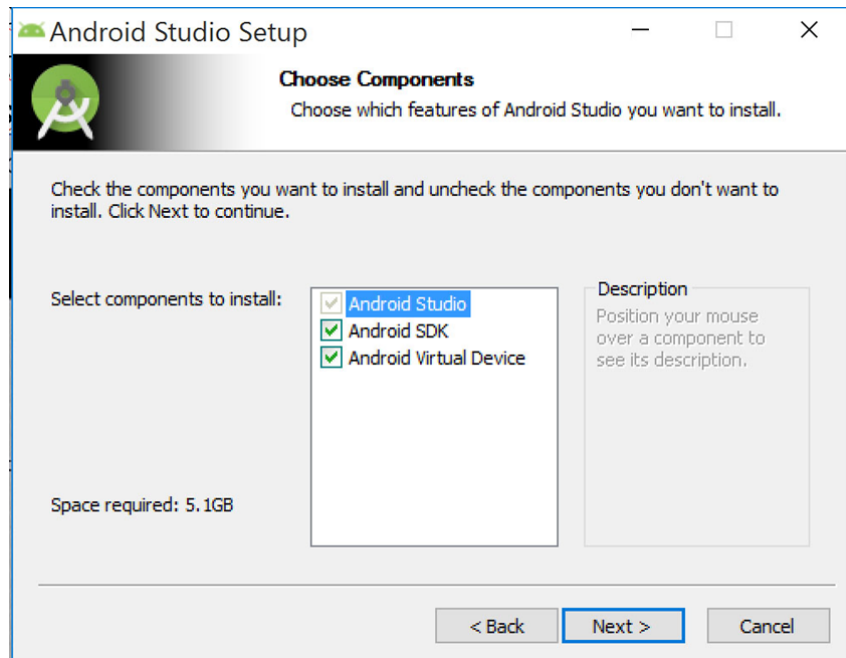 Android Studio Setup
Choose Components
Choose which features of Android Studio you want to install.
Check the components you want to install and uncheck the components you don't want to
install. Click Next to continue.
Select components to install:
Android Studio
Android SDK
Android Virtual Device
Description
Position your mouse
over a component to
see its description.
Space required: 5.1GB
< Back
Next >
Cancel